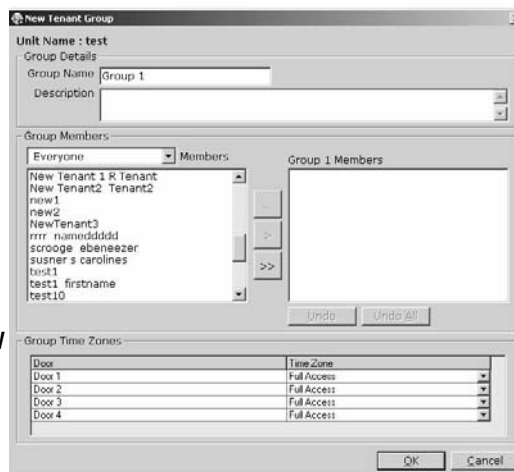 New Tenant Group
Unit Name : test
Group Details
Group Name Group 1
Description
Group Members
Everyone Members
Group 1 Members
New Tenant 1 R Tenant
New Tenant2 Tenant2
new1
new2
NewTenant3
rrrr nameddddd
scrooge ebeneezer
susner s carolines
test1
test1 firstname
test10
>
>>
Undo Undo All
Group Time Zones
Door Time Zone
Door 1 Full Access
Door 2 Full Access
Door 3 Full Access
Door 4 Full Access
OK Cancel